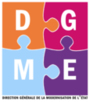 D G
M E
DIRECTION GÉNÉRALE DE LA MODERNISATION DE L'ÉTAT